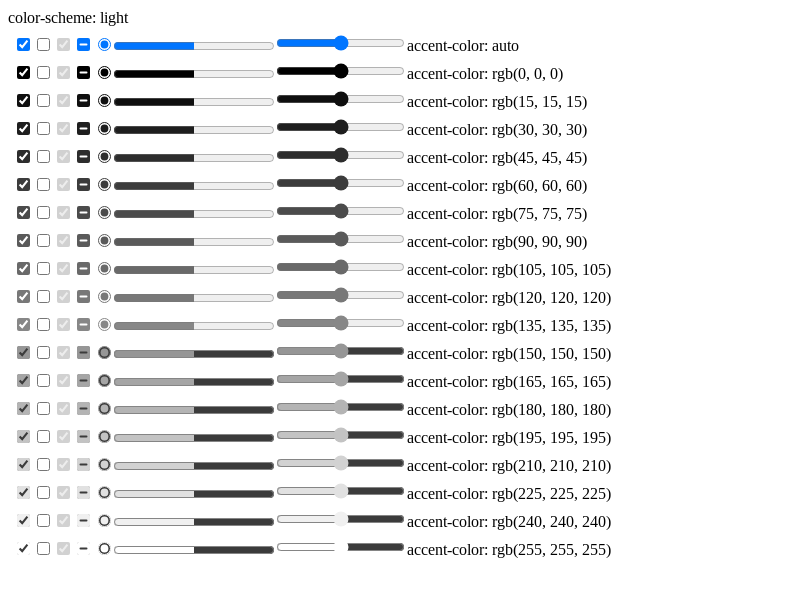 color-scheme: light
accent-color: auto
accent-color: rgb(0, 0, 0)
accent-color: rgb(15, 15, 15)
accent-color: rgb(30, 30, 30)
accent-color: rgb(45, 45, 45)
accent-color: rgb(60, 60, 60)
accent-color: rgb(75, 75, 75)
accent-color: rgb(90, 90, 90)
accent-color: rgb(105, 105, 105)
accent-color: rgb(120, 120, 120)
accent-color: rgb(135, 135, 135)
accent-color: rgb(150, 150, 150)
accent-color: rgb(165, 165, 165)
accent-color: rgb(180, 180, 180)
accent-color: rgb(195, 195, 195)
accent-color: rgb(210, 210, 210)
accent-color: rgb(225, 225, 225)
accent-color: rgb(240, 240, 240)
accent-color: rgb(255, 255, 255)